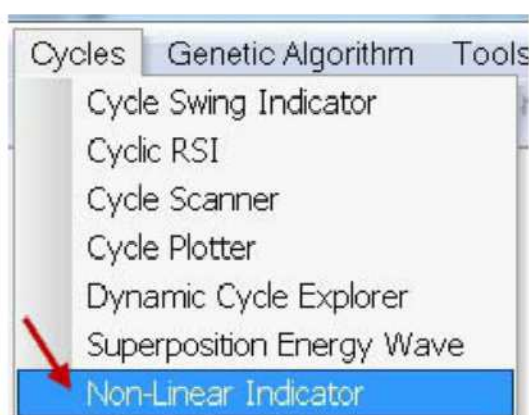 Cycles Genetic Algorithm Tools
Cycle Swing Indicator
Cyclic RSI
Cycle Scanner
Cycle Plotter
Dynamic Cycle Explorer
Superposition Energy Wave
Non-Linear Indicator